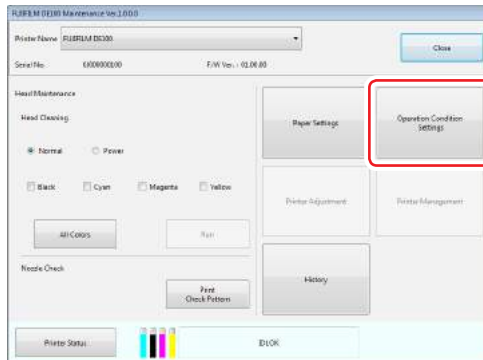 FUJIFILM DE100 Maintenance Ver.1.0.0.0
Printer Name FUJIFILM DE100
Close
Serial No. F/W Ver. : 01.00.00
Head Maintenance
Head Cleaning
Paper Settings
Operation Condition
Settings
Normal Power
Black Cyan Magenta Yellow
Printer Adjustment
Printer Management
All Colors
Run
Nozzle Check
History
Print
Check Pattern
Printer Status